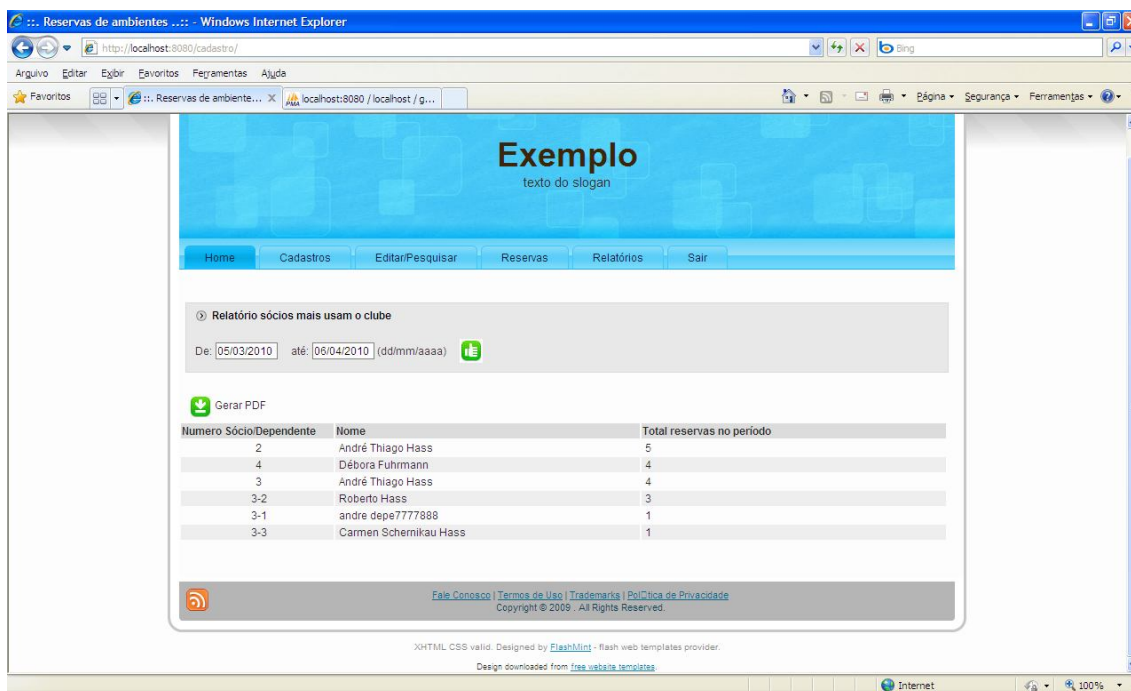 ::. Reservas de ambientes ..:: - Windows Internet Explorer
http://localhost:8080/cadastro/
Bing
Arquivo Editar Exibir Favoritos Ferramentas Ajuda
Favoritos
::. Reservas de ambiente... X
PMA localhost:8080 / localhost / g...
Página Segurança Ferramentas
Exemplo
texto do slogan
Home Cadastros Editar/Pesquisar Reservas Relatórios Sair
Relatório sócios mais usam o clube
De: 05/03/2010 até: 06/04/2010 (dd/mm/aaaa)
Gerar PDF
Numero Sócio/Dependente Nome Total reservas no período
2 André Thiago Hass 5
4 Débora Fuhrmann 4
3 André Thiago Hass 4
3-2 Roberto Hass 3
3-1 andre depe7777888 1
3-3 Carmen Schernikau Hass 1
Fale Conosco | Termos de Uso | Trademarks | Pol□tica de Privacidade
Copyright © 2009 . All Rights Reserved.
XHTML CSS valid. Designed by FlashMint - flash web templates provider.
Design downloaded from free website templates.
Internet 100%